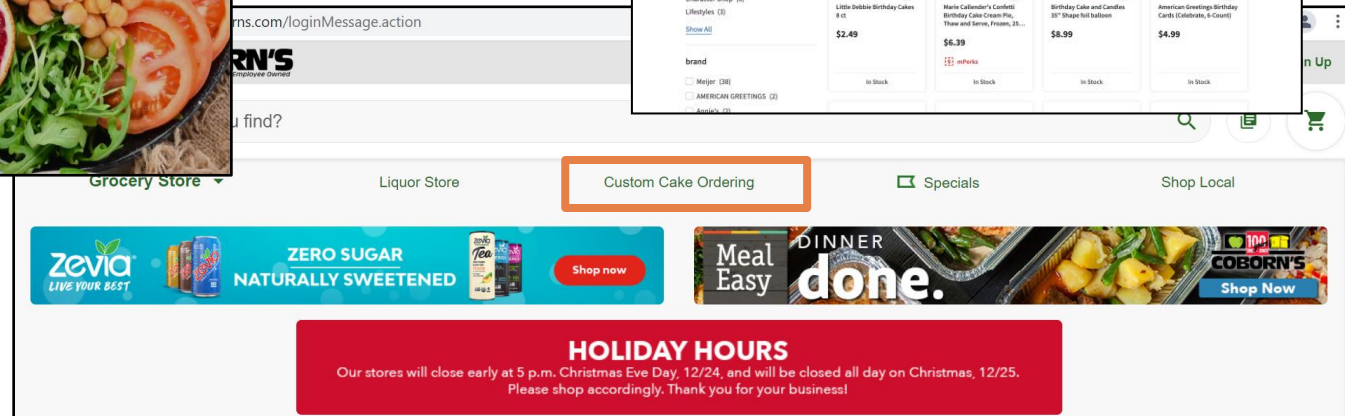 rns.com/loginMessage.action
RN'S
Employee Owned
Lifestyles (3)
Show All
brand
Meijer (38)
AMERICAN GREETINGS (2)
Annie's (2)
Little Debbie Birthday Cakes
8 ct
$2.49
In Stock
Marie Callender's Confetti
Birthday Cake Cream Pie,
Thaw and Serve, Frozen, 25...
$6.39
mPerks
In Stock
Birthday Cake and Candles
35" Shape foil balloon
$8.99
In Stock
American Greetings Birthday
Cards (Celebrate, 6-Count)
$4.99
In Stock
n Up
u find?
Grocery Store
Liquor Store
Custom Cake Ordering
Specials
Shop Local
zevia
LIVE YOUR BEST
ZERO SUGAR
NATURALLY SWEETENED
zevia
Tea
Shop now
Meal
Easy
DINNER
done.
100
COBORN'S
Shop Now
HOLIDAY HOURS
Our stores will close early at 5 p.m. Christmas Eve Day, 12/24, and will be closed all day on Christmas, 12/25.
Please shop accordingly. Thank you for your business!